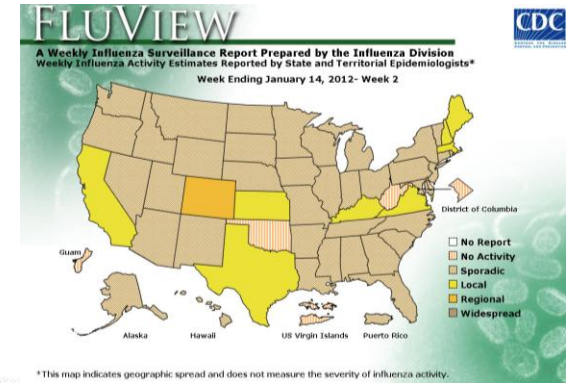 FLUVIEW
CDC
A Weekly Influenza Surveillance Report Prepared by the Influenza Division
Weekly Influenza Activity Estimates Reported by State and Territorial Epidemiologists*
Week Ending January 14, 2012- Week 2
District of Columbia
No Report
No Activity
Sporadic
Local
Regional
Widespread
Guam
Alaska
Hawaii
US Virgin Islands
Puerto Rico
*This map indicates geographic spread and does not measure the severity of influenza activity.